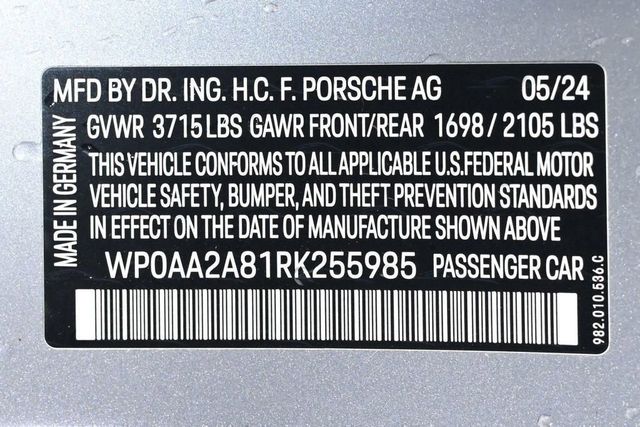 MFD BY DR. ING. H.C. F. PORSCHE AG 05/24
GVWR 3715 LBS GAWR FRONT/REAR 1698 / 2105 LBS
THIS VEHICLE CONFORMS TO ALL APPLICABLE U.S.FEDERAL MOTOR
VEHICLE SAFETY, BUMPER, AND THEFT PREVENTION STANDARDS
IN EFFECT ON THE DATE OF MANUFACTURE SHOWN ABOVE
WP0AA2A81RK255985 PASSENGER CAR
MADE IN GERMANY
982.010.536.C